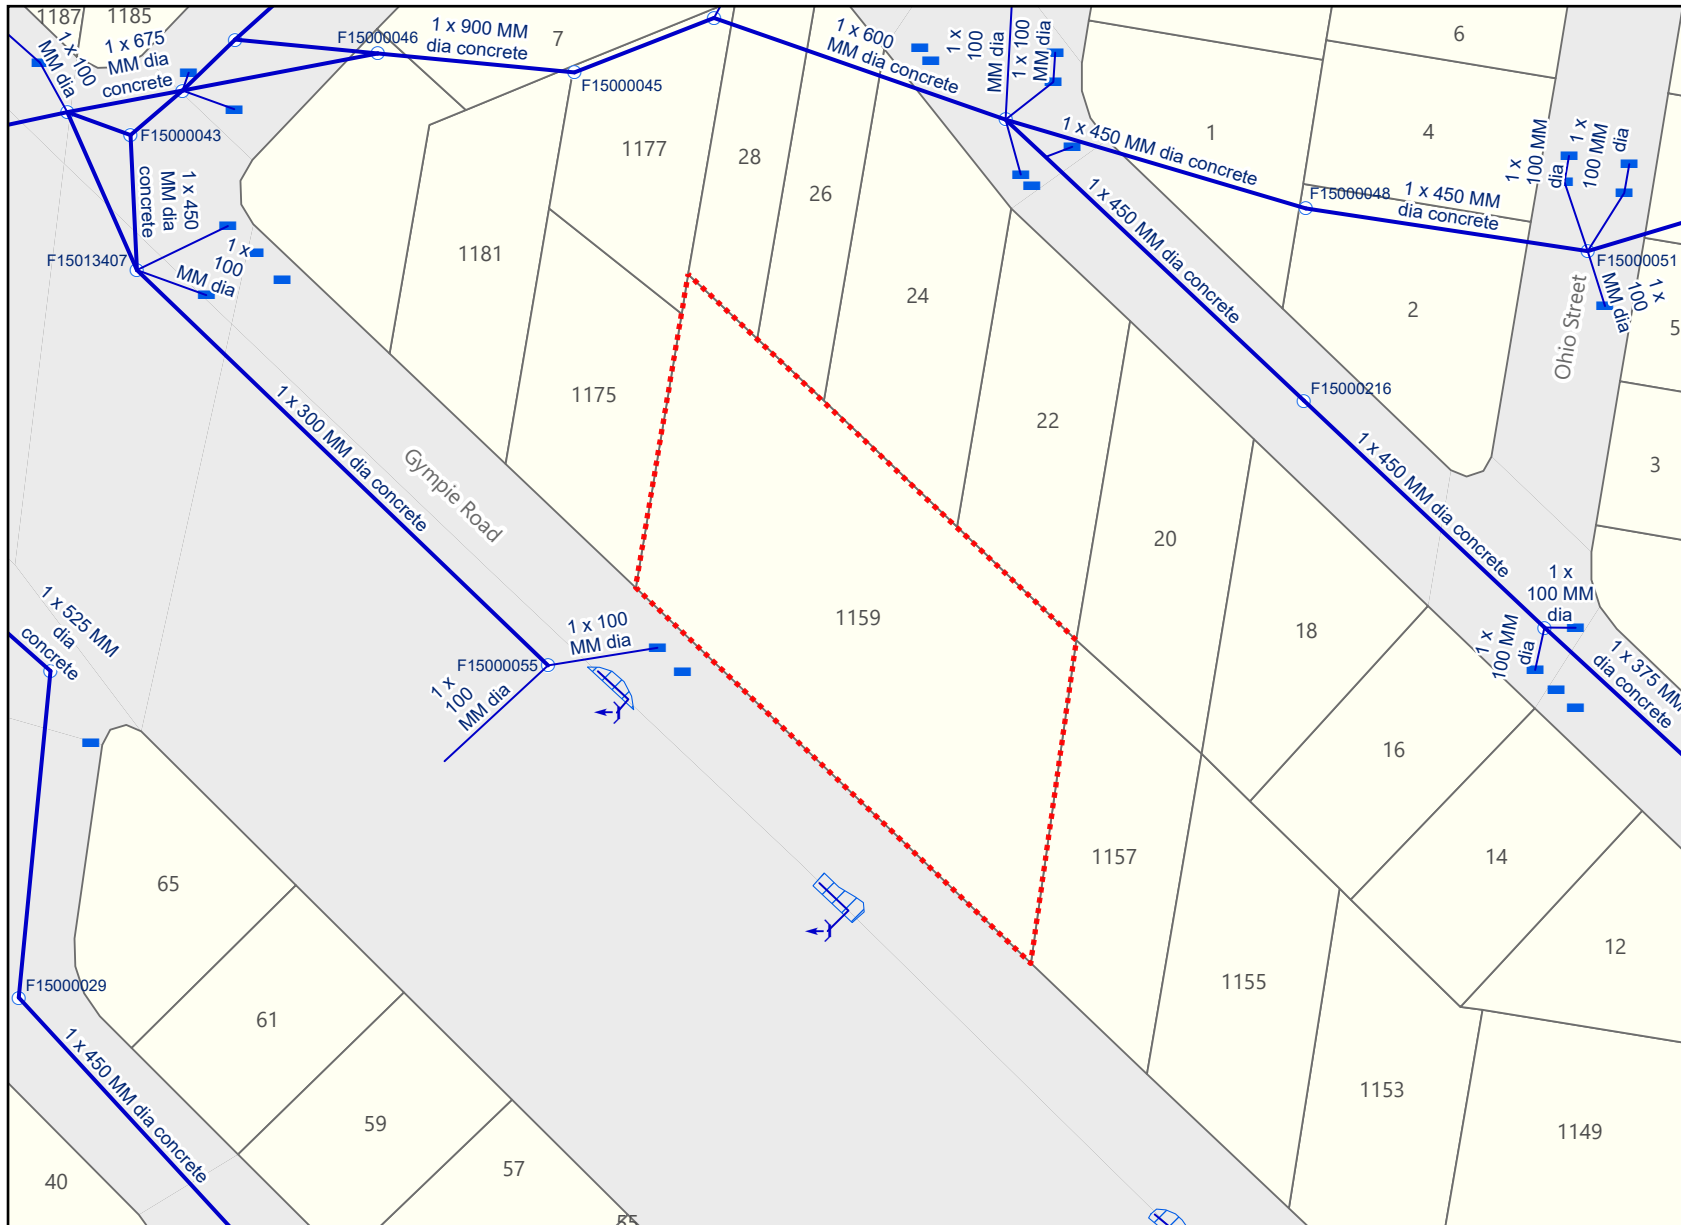 1187
1185
1 x 100
MM dia
1 x 675
MM dia
concrete
F15000046
1 x 900 MM
dia concrete
7
F15000045
1 x 600
MM dia concrete
1 x
100
MM dia
1 x 100
MM dia
6
F15000043
1177
28
26
1
4
1 x 450 MM dia concrete
1 x
100 MM
dia
1 x
100 MM
dia
1 x 450
MM dia
concrete
F15000048
1 x 450 MM
dia concrete
1 x 450 MM dia concrete
F15013407
1 x
100
MM dia
1181
24
2
F15000051
1 x
100
MM dia
Ohio Street
5
1175
22
F15000216
1 x 300 MM dia concrete
Gympie Road
3
1 x 450 MM dia concrete
20
1159
18
1 x
100 MM
dia
1 x
100 MM
dia
1 x 375 MM
dia concrete
1 x 525 MM
dia
concrete
1 x 100
MM dia
F15000055
1 x
100
MM dia
16
1157
14
65
12
1155
F15000029
61
1153
59
1149
1 x 450 MM dia concrete
57
40
55